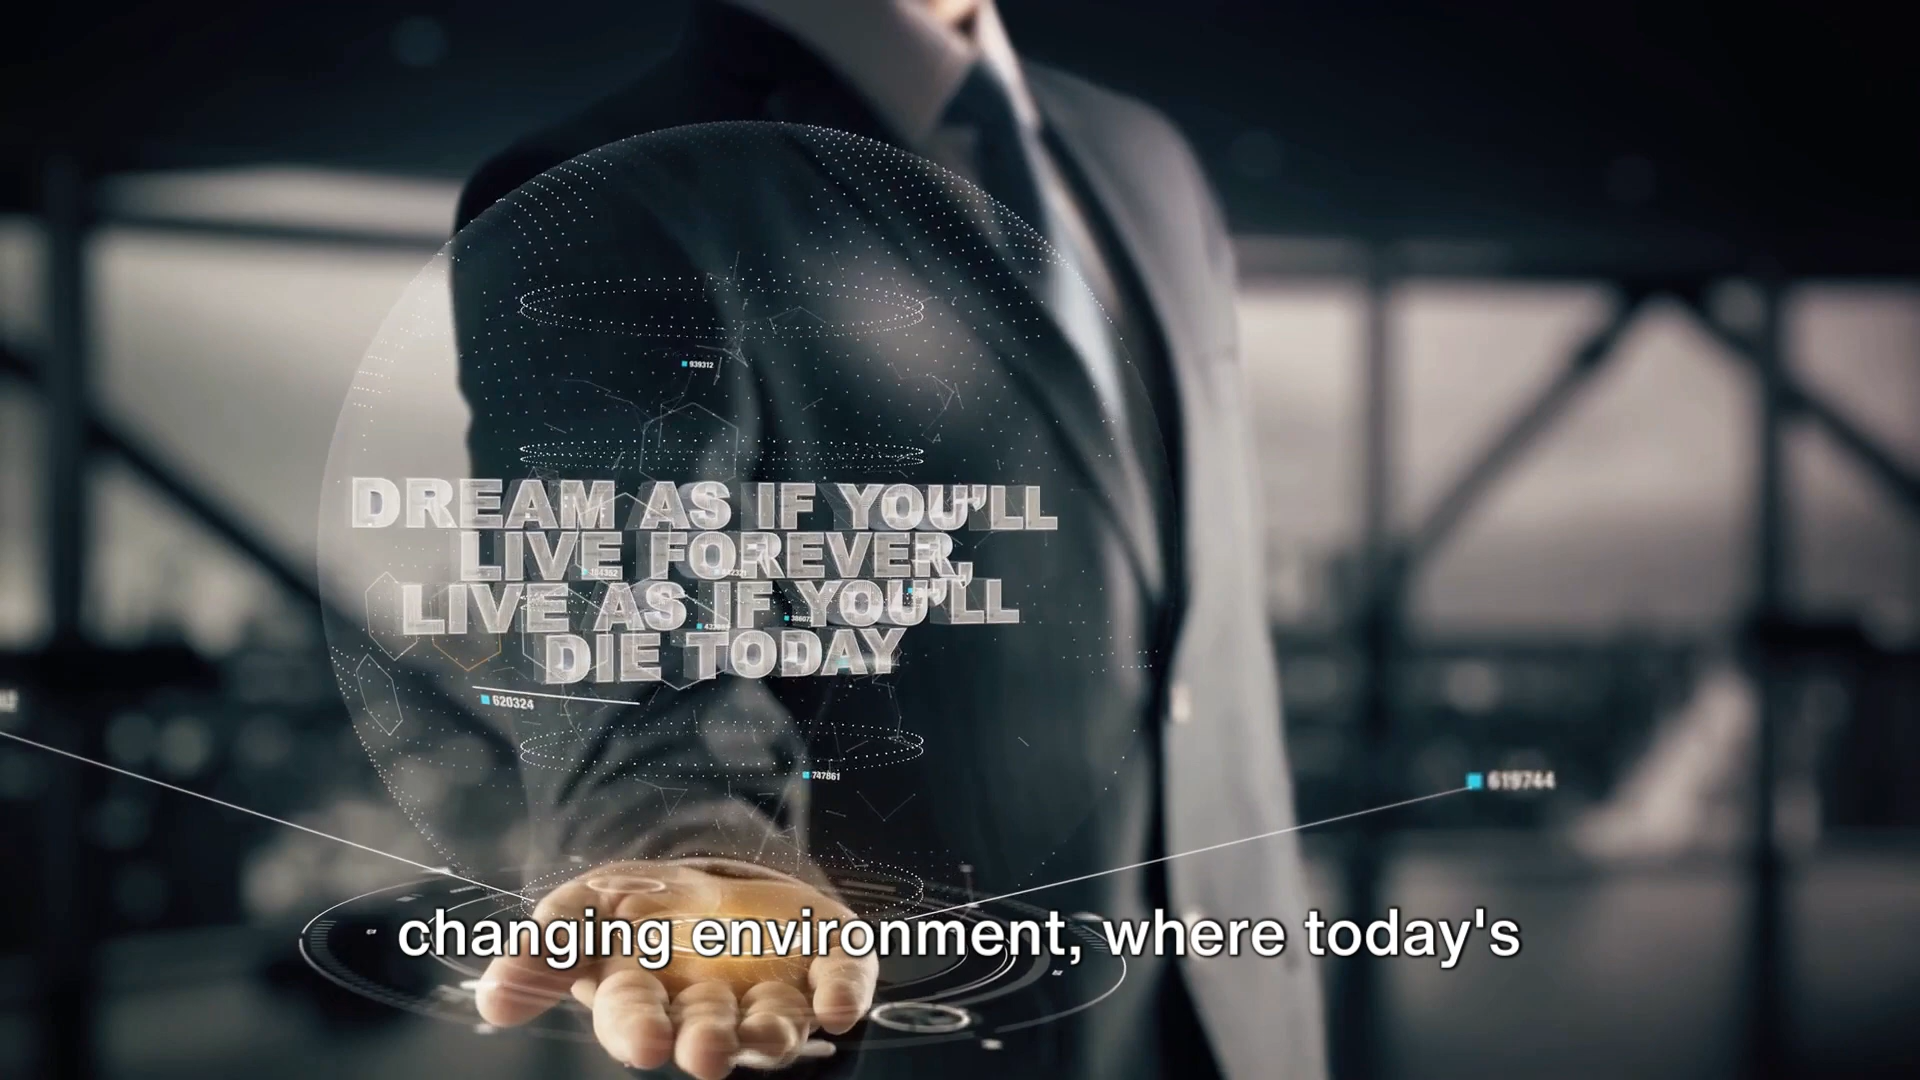 939312
DREAM AS IF YOU'LL
LIVE FOREVER,
LIVE AS IF YOU'LL
DIE TODAY
620324
747861
619744
changing environment, where today's